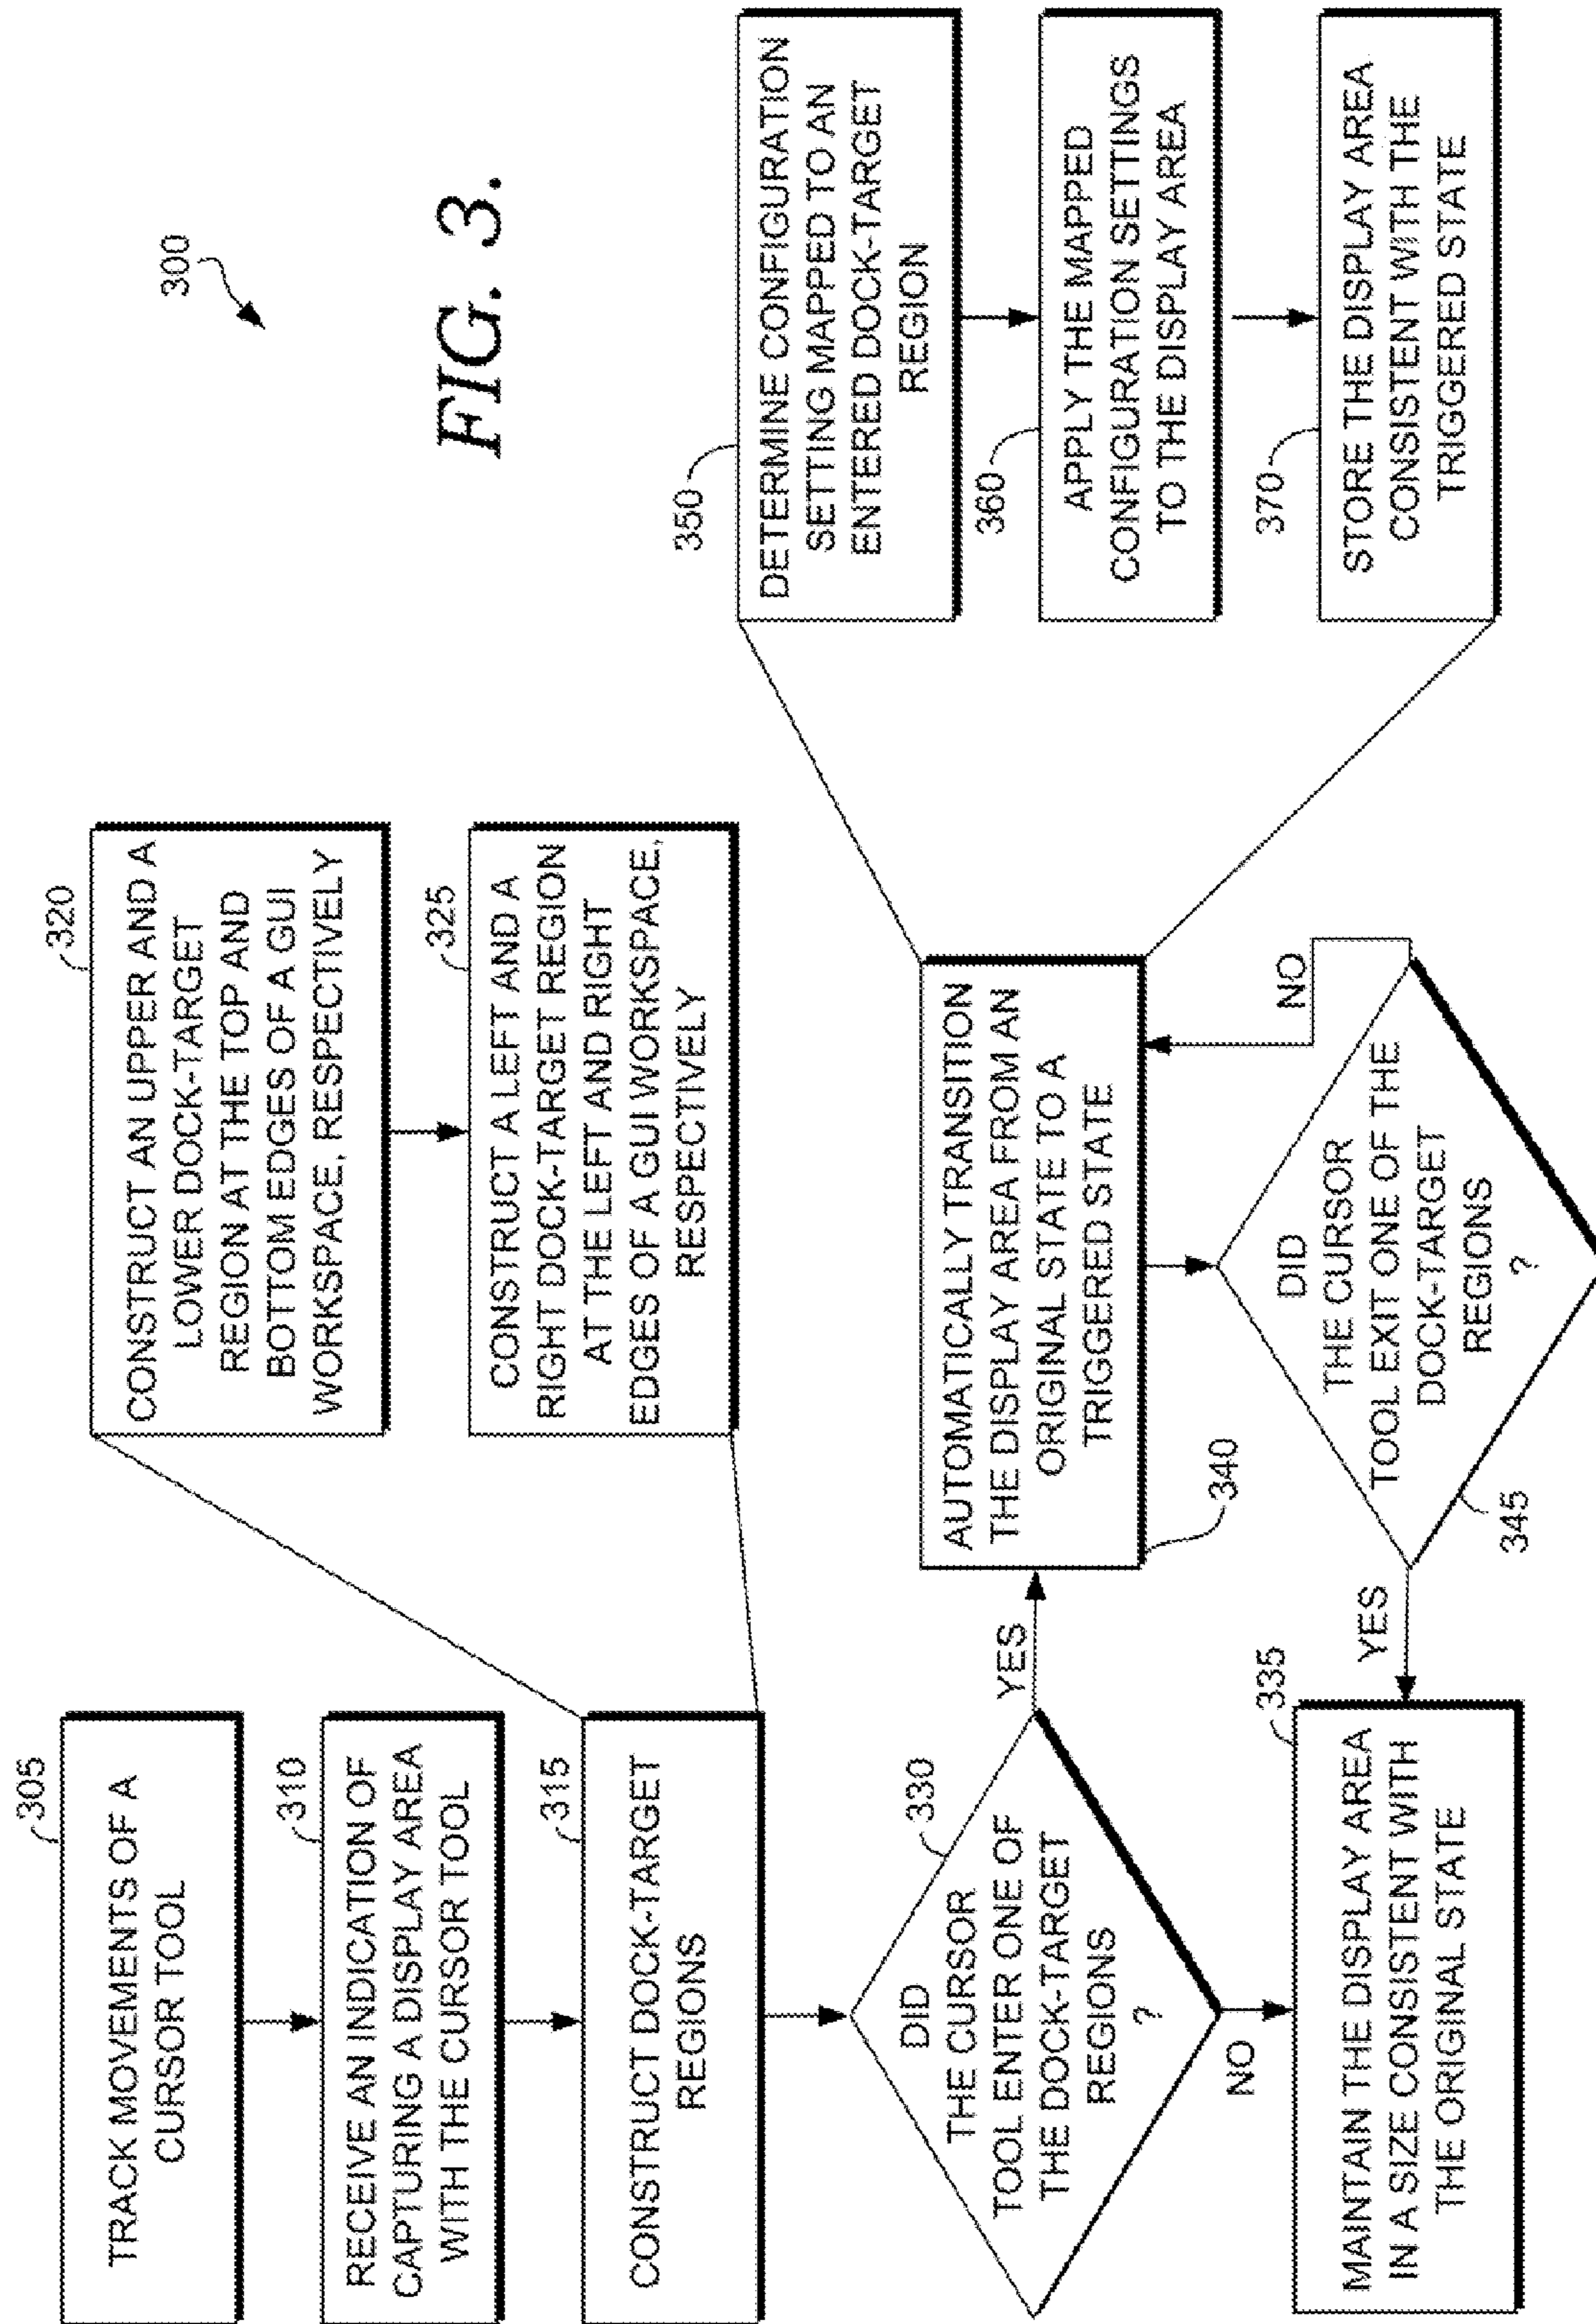 300
FIG. 3.
305
TRACK MOVEMENTS OF A
CURSOR TOOL
310
RECEIVE AN INDICATION OF
CAPTURING A DISPLAY AREA
WITH THE CURSOR TOOL
315
CONSTRUCT DOCK-TARGET
REGIONS
320
CONSTRUCT AN UPPER AND A
LOWER DOCK-TARGET
REGION AT THE TOP AND
BOTTOM EDGES OF A GUI
WORKSPACE, RESPECTIVELY
325
CONSTRUCT A LEFT AND A
RIGHT DOCK-TARGET REGION
AT THE LEFT AND RIGHT
EDGES OF A GUI WORKSPACE,
RESPECTIVELY
330
DID
THE CURSOR
TOOL ENTER ONE OF
THE DOCK-TARGET
REGIONS
?
YES
NO
335
MAINTAIN THE DISPLAY AREA
IN A SIZE CONSISTENT WITH
THE ORIGINAL STATE
AUTOMATICALLY TRANSITION
THE DISPLAY AREA FROM AN
ORIGINAL STATE TO A
TRIGGERED STATE
340
DID
THE CURSOR
TOOL EXIT ONE OF THE
DOCK-TARGET
REGIONS
?
345
YES
NO
350
DETERMINE CONFIGURATION
SETTING MAPPED TO AN
ENTERED DOCK-TARGET
REGION
360
APPLY THE MAPPED
CONFIGURATION SETTINGS
TO THE DISPLAY AREA
370
STORE THE DISPLAY AREA
CONSISTENT WITH THE
TRIGGERED STATE